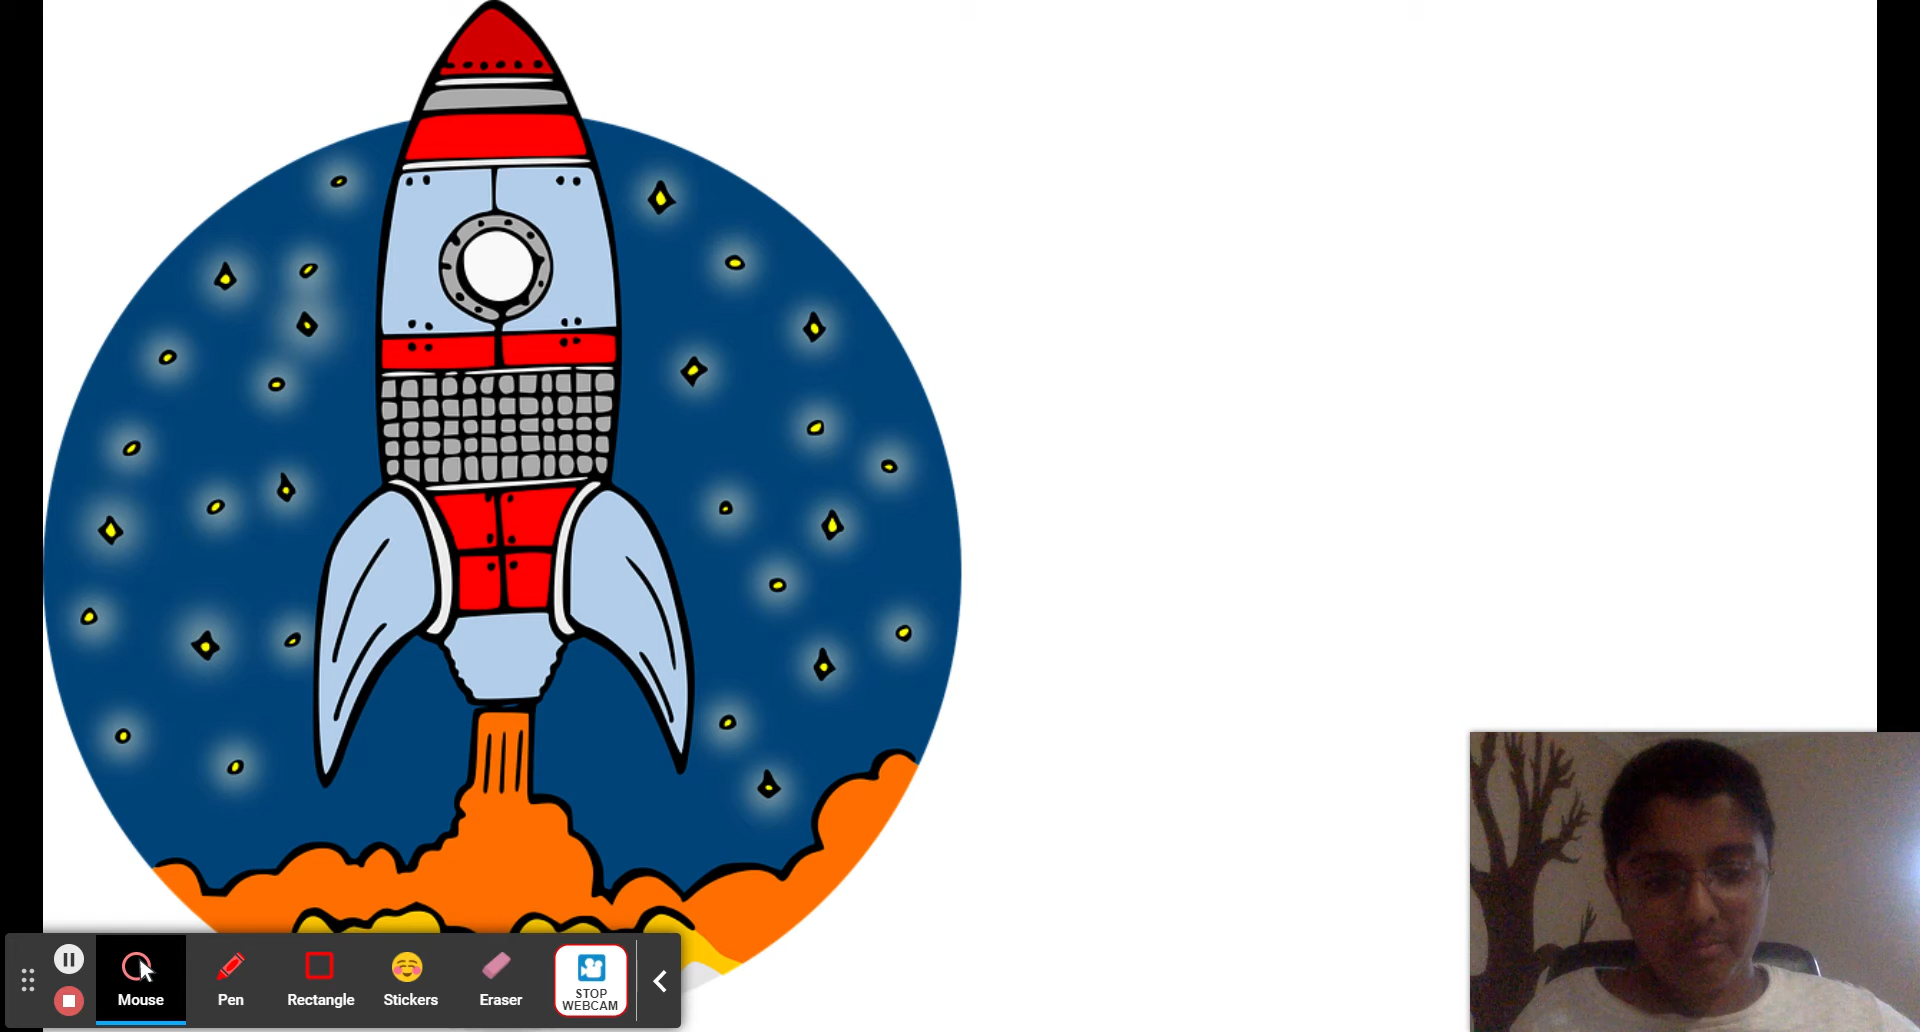 Mouse
Pen
Rectangle
Stickers
Eraser
STOP
WEBCAM